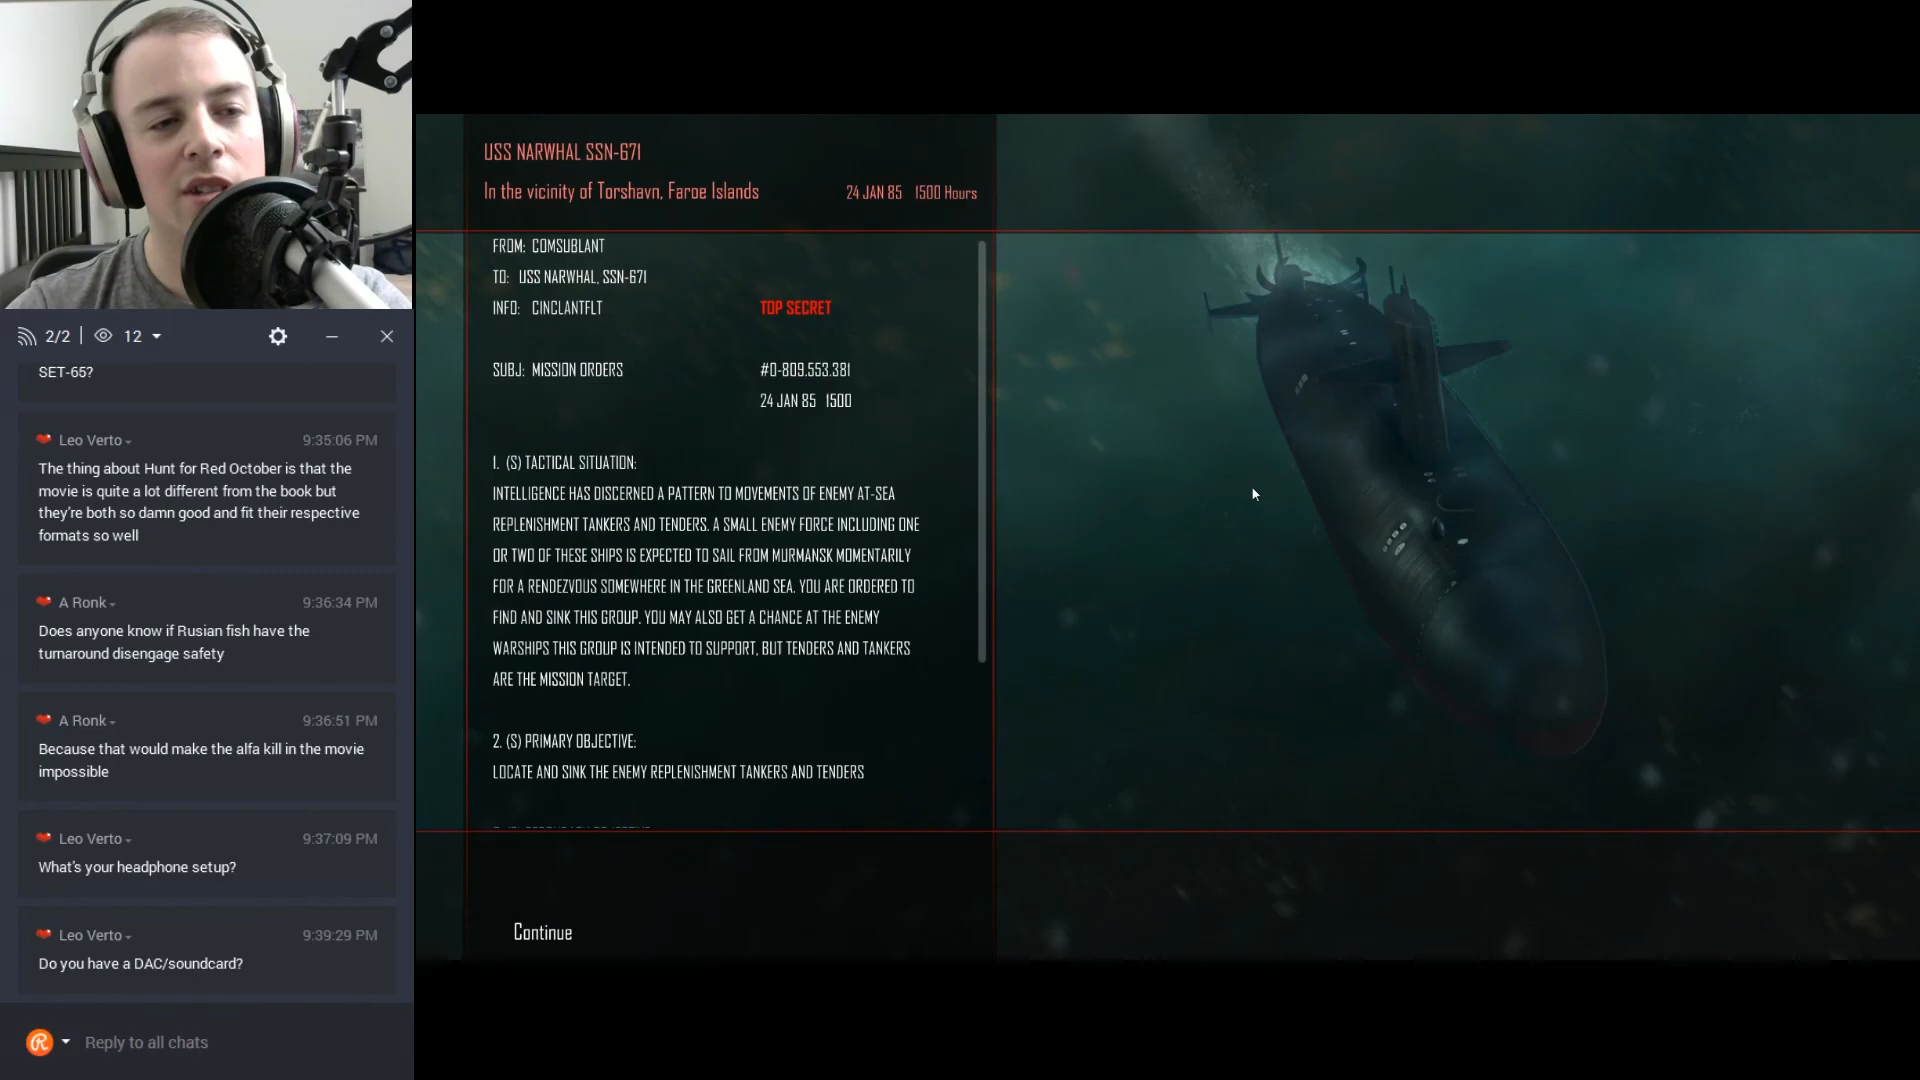 2/2 | 12
SET-65?
Leo Verto 9:35:06 PM
The thing about Hunt for Red October is that the
movie is quite a lot different from the book but
they're both so damn good and fit their respective
formats so well
A Ronk 9:36:34 PM
Does anyone know if Rusian fish have the
turnaround disengage safety
A Ronk 9:36:51 PM
Because that would make the alfa kill in the movie
impossible
Leo Verto 9:37:09 PM
What's your headphone setup?
Leo Verto 9:39:29 PM
Do you have a DAC/soundcard?
Reply to all chats
USS NARWHAL SSN-671
In the vicinity of Torshavn, Faroe Islands 24 JAN 85 1500 Hours
FROM: COMSUBLANT
TO: USS NARWHAL, SSN-671
INFO: CINCLANTFLT TOP SECRET
SUBJ: MISSION ORDERS #0-809.553.381
24 JAN 85 1500
1. (S) TACTICAL SITUATION:
INTELLIGENCE HAS DISCERNED A PATTERN TO MOVEMENTS OF ENEMY AT-SEA
REPLENISHMENT TANKERS AND TENDERS. A SMALL ENEMY FORCE INCLUDING ONE
OR TWO OF THESE SHIPS IS EXPECTED TO SAIL FROM MURMANSK MOMENTARILY
FOR A RENDEZVOUS SOMEWHERE IN THE GREENLAND SEA. YOU ARE ORDERED TO
FIND AND SINK THIS GROUP. YOU MAY ALSO GET A CHANCE AT THE ENEMY
WARSHIPS THIS GROUP IS INTENDED TO SUPPORT, BUT TENDERS AND TANKERS
ARE THE MISSION TARGET.
2. (S) PRIMARY OBJECTIVE:
LOCATE AND SINK THE ENEMY REPLENISHMENT TANKERS AND TENDERS
Continue